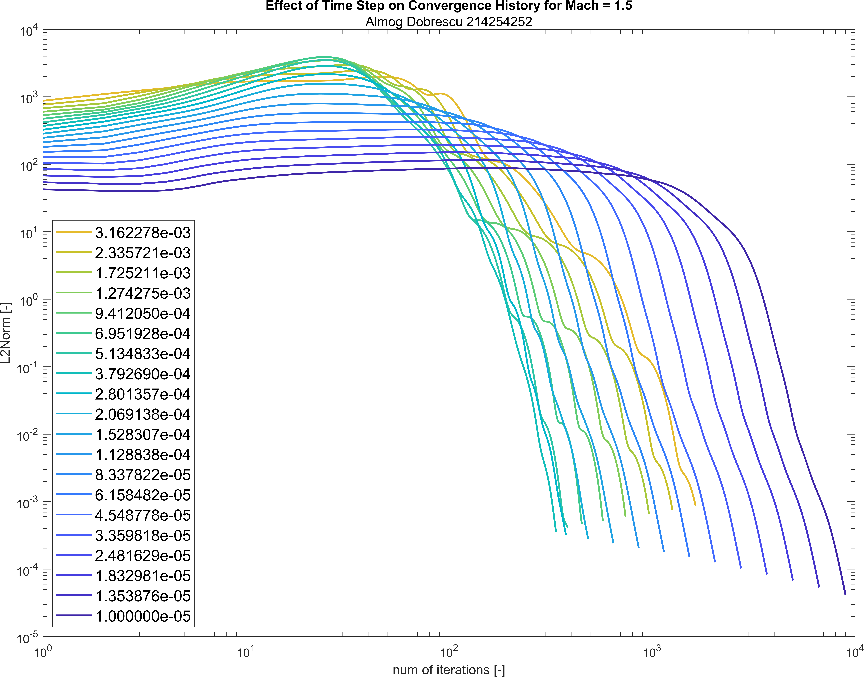 Effect of Time Step on Convergence History for Mach = 1.5
Almog Dobrescu 214254252
10^4
10^3
10^2
10^1
10^0
10^-1
10^-2
10^-3
10^-4
10^-5
L2Norm [-]
3.162278e-03
2.335721e-03
1.725211e-03
1.274275e-03
9.412050e-04
6.951928e-04
5.134833e-04
3.792690e-04
2.801357e-04
2.069138e-04
1.528307e-04
1.128838e-04
8.337822e-05
6.158482e-05
4.548778e-05
3.359818e-05
2.481629e-05
1.832981e-05
1.353876e-05
1.000000e-05
10^0 10^1 10^2 10^3 10^4
num of iterations [-]